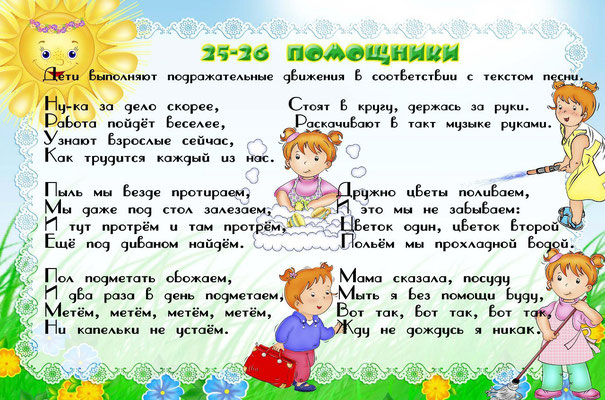 25-26 ПОМОЩНИКИ
Дети выполняют подражательные движения в соответствии с текстом песни.
Ну-ка за дело скорее,
Работа пойдёт веселее,
Узнают взрослые сейчас,
Как трудится каждый из нас.
Стоят в кругу, держась за руки.
Раскачивают в такт музыке руками.
Пыль мы везде протираем,
Мы даже под стол залезаем,
И тут протрём и там протрём,
Ещё под диваном найдём.
Дружно цветы поливаем,
И это мы не забываем:
Цветок один, цветок второй
Польём мы прохладной водой.
Пол подметать обожаем,
И два раза в день подметаем,
Метём, метём, метём, метём,
Ни капельки не устаём.
Мама сказала, посуду
Мыть я без помощи буду,
Вот так, вот так, вот так,
Жду не дождусь я никак.